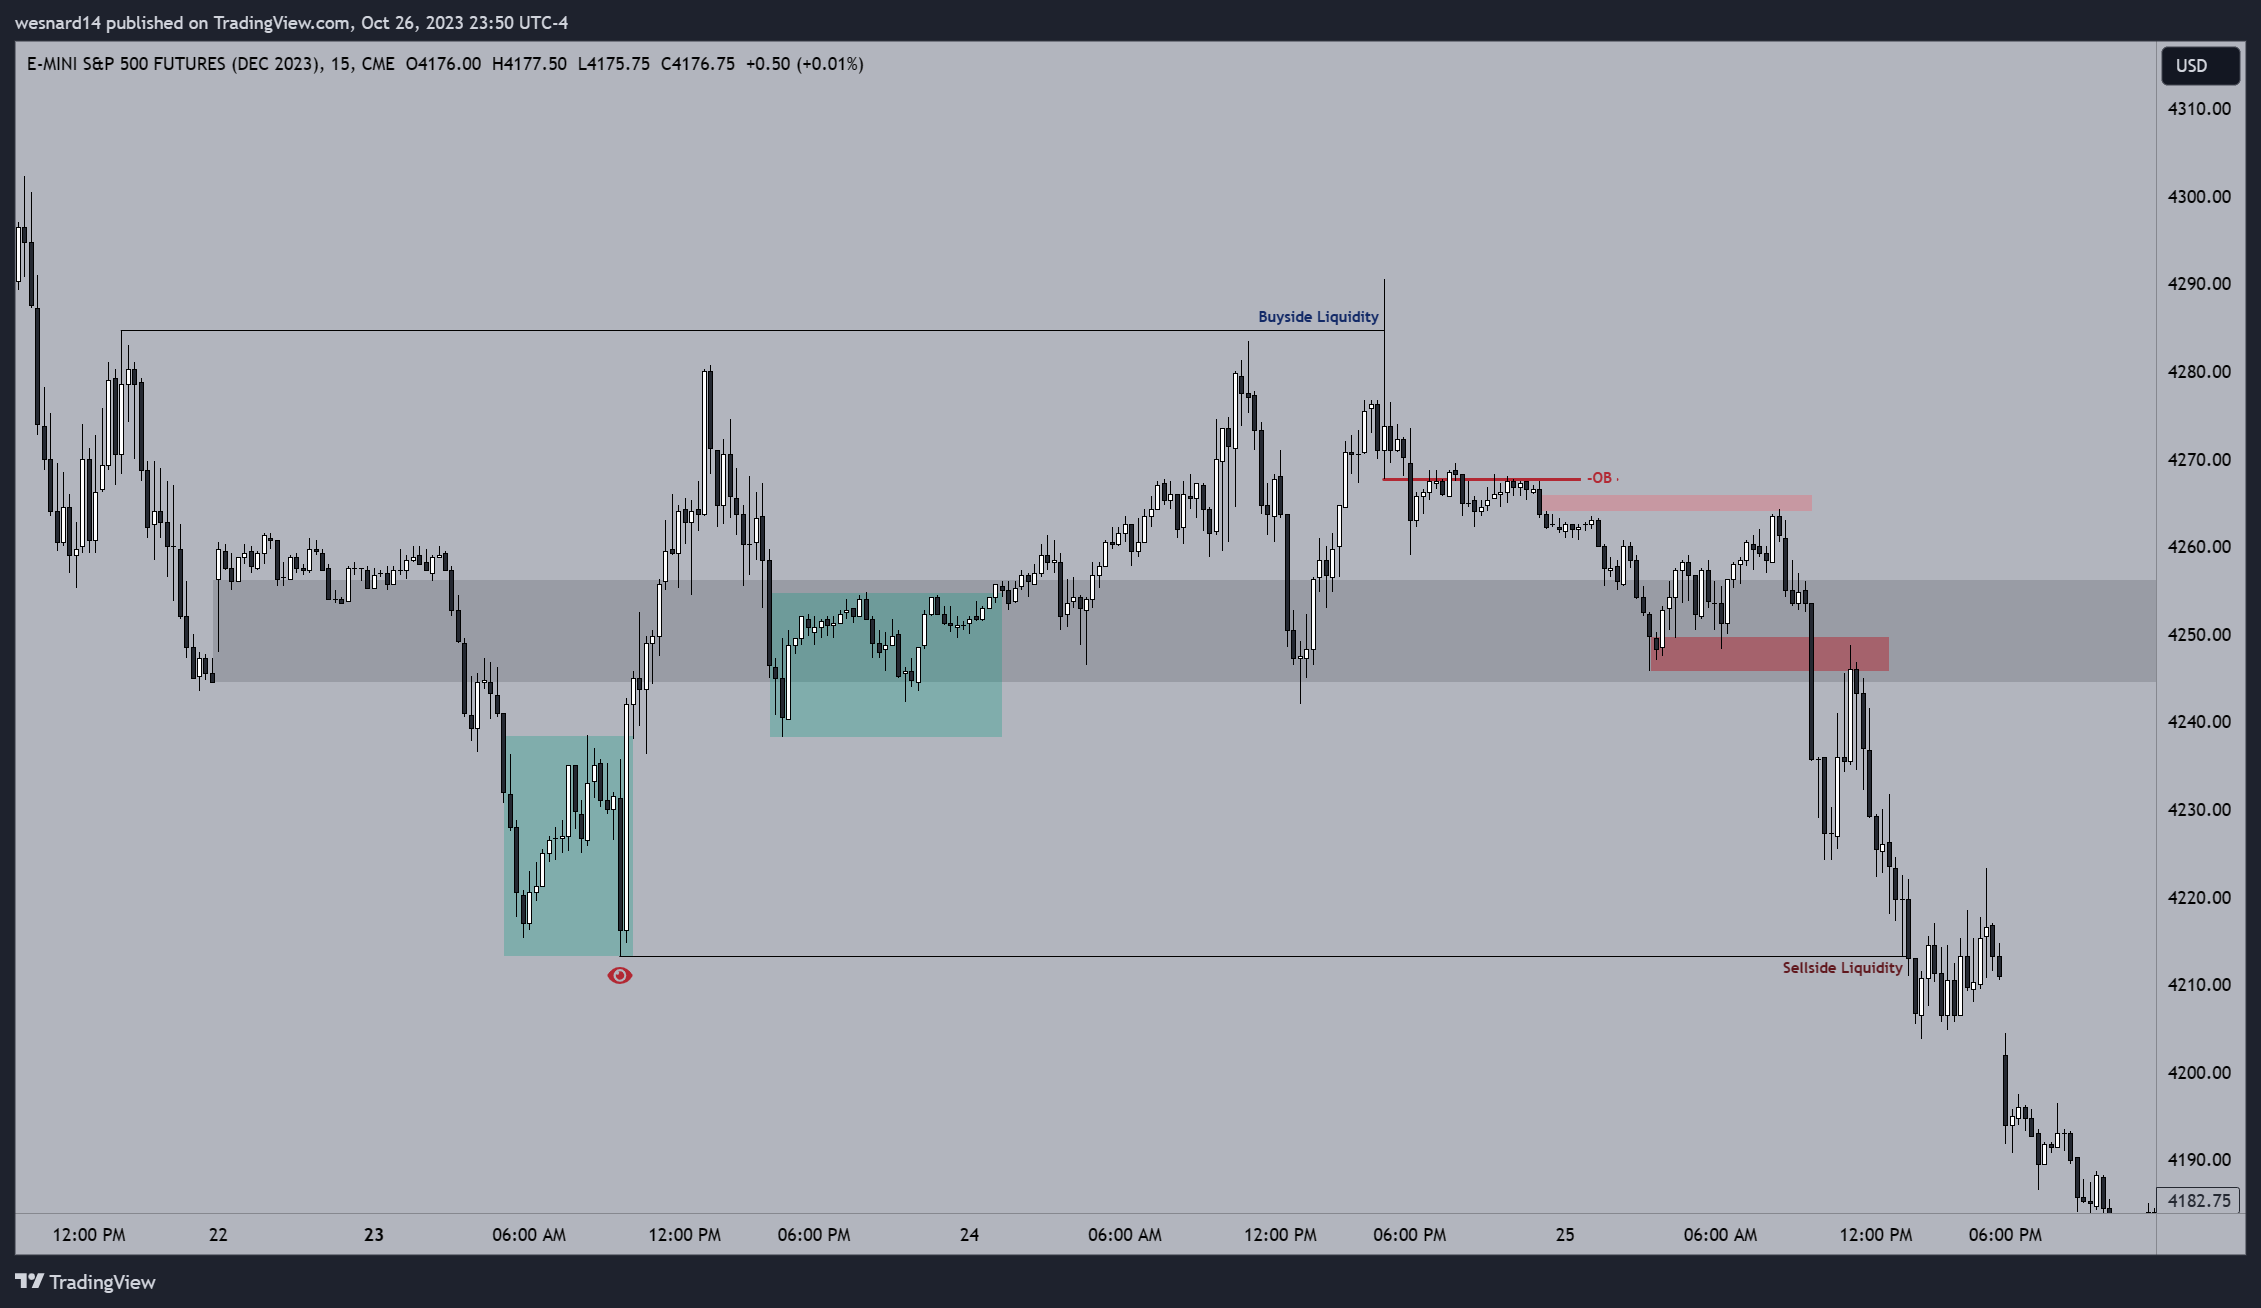 wesnard14 published on TradingView.com, Oct 26, 2023 23:50 UTC-4
E-MINI S&P 500 FUTURES (DEC 2023), 15, CME O4176.00 H4177.50 L4175.75 C4176.75 +0.50 (+0.01%)
USD
4310.00
4300.00
4290.00
Buyside Liquidity
4280.00
4270.00
-OB
4260.00
4250.00
4240.00
4230.00
4220.00
Sellside Liquidity
4210.00
4200.00
4190.00
4182.75
12:00 PM 22 23 06:00 AM 12:00 PM 06:00 PM 24 06:00 AM 12:00 PM 06:00 PM 25 06:00 AM 12:00 PM 06:00 PM
TradingView